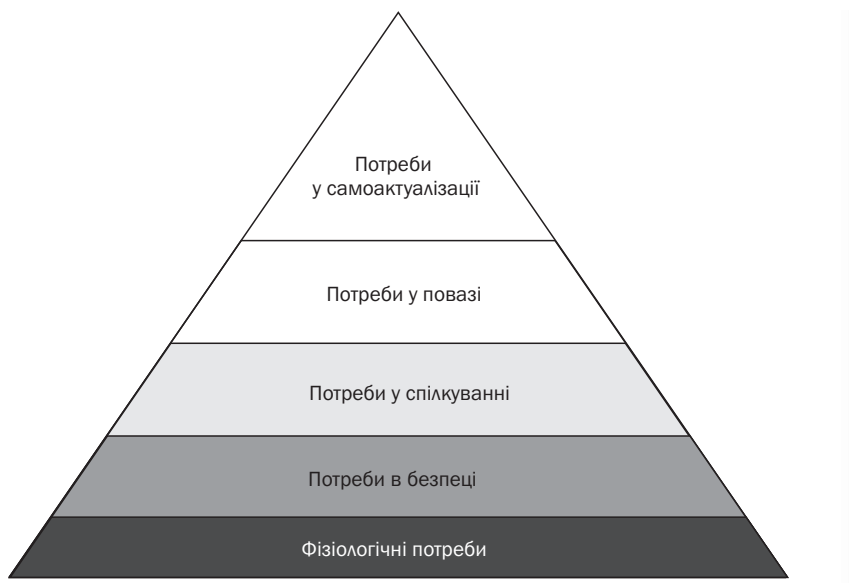 Потреби
у самоактуалізації
Потреби у повазі
Потреби у спілкуванні
Потреби в безпеці
Фізіологічні потреби